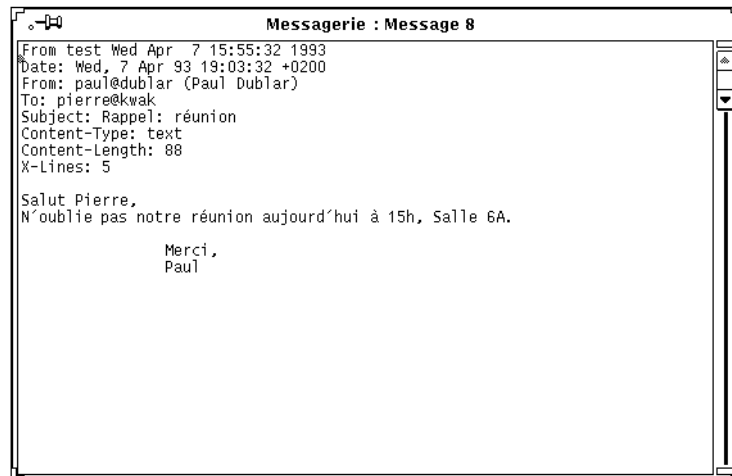 Messagerie : Message 8
From test Wed Apr  7 15:55:32 1993
Date: Wed, 7 Apr 93 19:03:32 +0200
From: paul@dublar (Paul Dublar)
To: pierre@kwak
Subject: Rappel: réunion
Content-Type: text
Content-Length: 88
X-Lines: 5
Salut Pierre,
N´oublie pas notre réunion aujourd´hui à 15h, Salle 6A.
Merci,
Paul